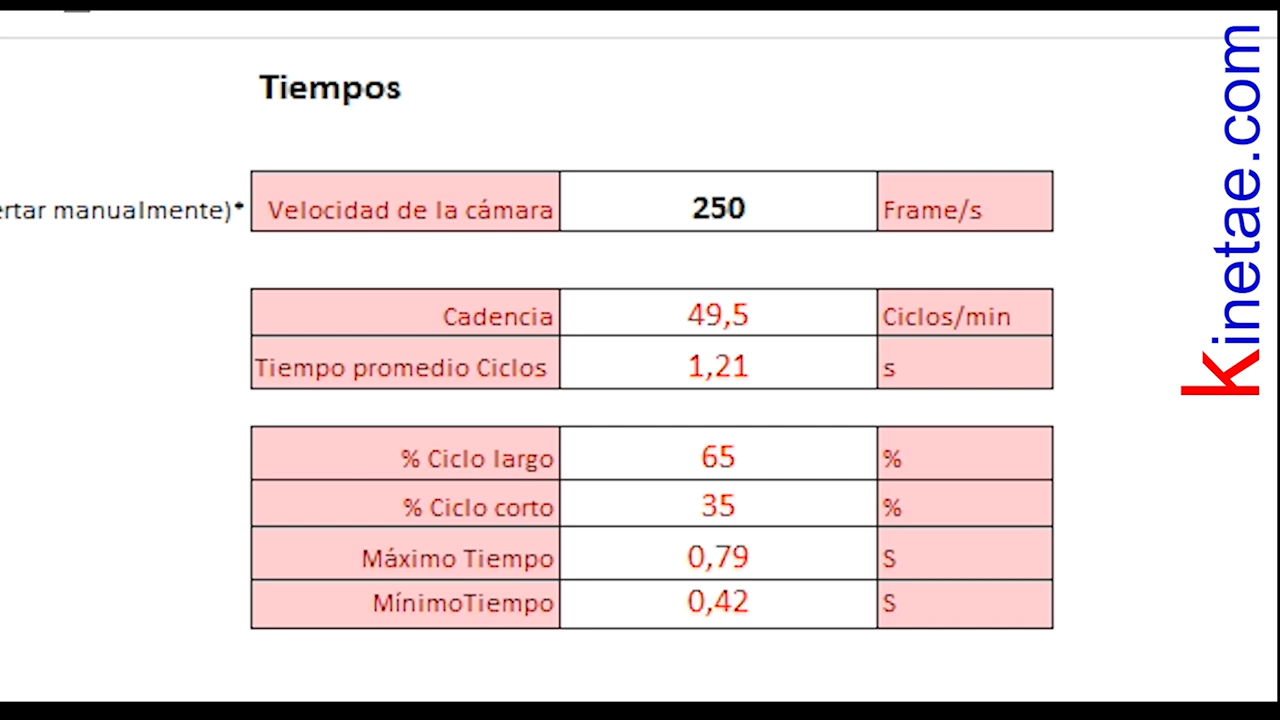 Tiempos
ertar manualmente)* Velocidad de la cámara 250 Frame/s
Cadencia 49,5 Ciclos/min
Tiempo promedio Ciclos 1,21 s
% Ciclo largo 65 %
% Ciclo corto 35 %
Máximo Tiempo 0,79 S
MínimoTiempo 0,42 S
Kinetae.com